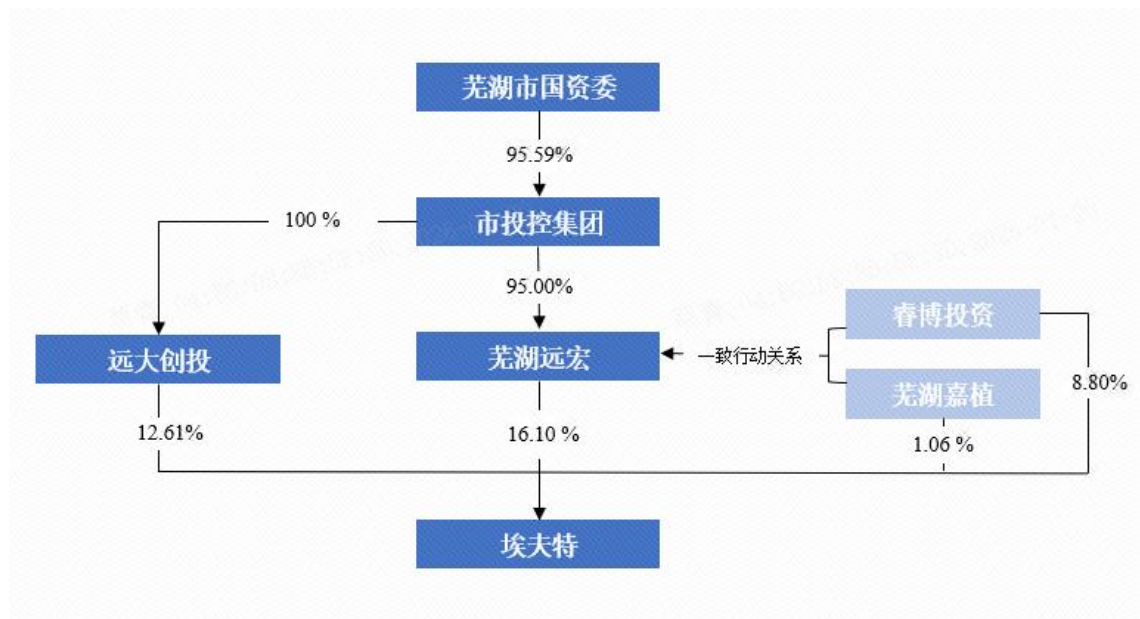 芜湖市国资委
95.59%
100 %
市投控集团
95.00%
睿博投资
远大创投
芜湖远宏
一致行动关系
芜湖嘉植
8.80%
12.61%
16.10 %
1.06 %
埃夫特